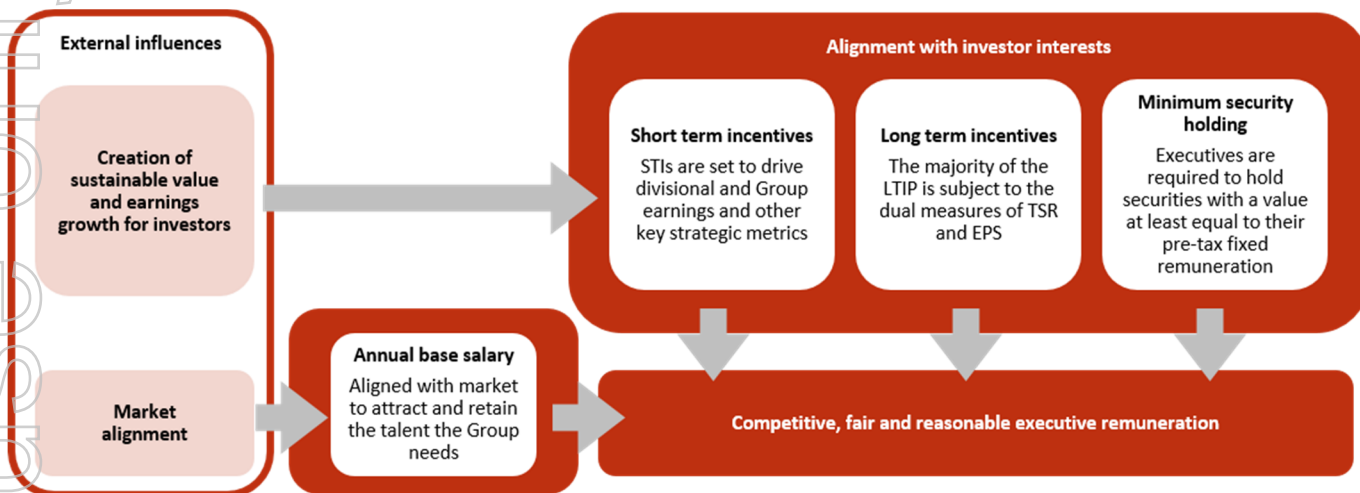 External influences
Creation of
sustainable value
and earnings
growth for investors
Market
alignment
Annual base salary
Aligned with market
to attract and retain
the talent the Group
needs
Alignment with investor interests
Short term incentives
STIs are set to drive
divisional and Group
earnings and other
key strategic metrics
Long term incentives
The majority of the
LTIP is subject to the
dual measures of TSR
and EPS
Minimum security
holding
Executives are
required to hold
securities with a value
at least equal to their
pre-tax fixed
remuneration
Competitive, fair and reasonable executive remuneration